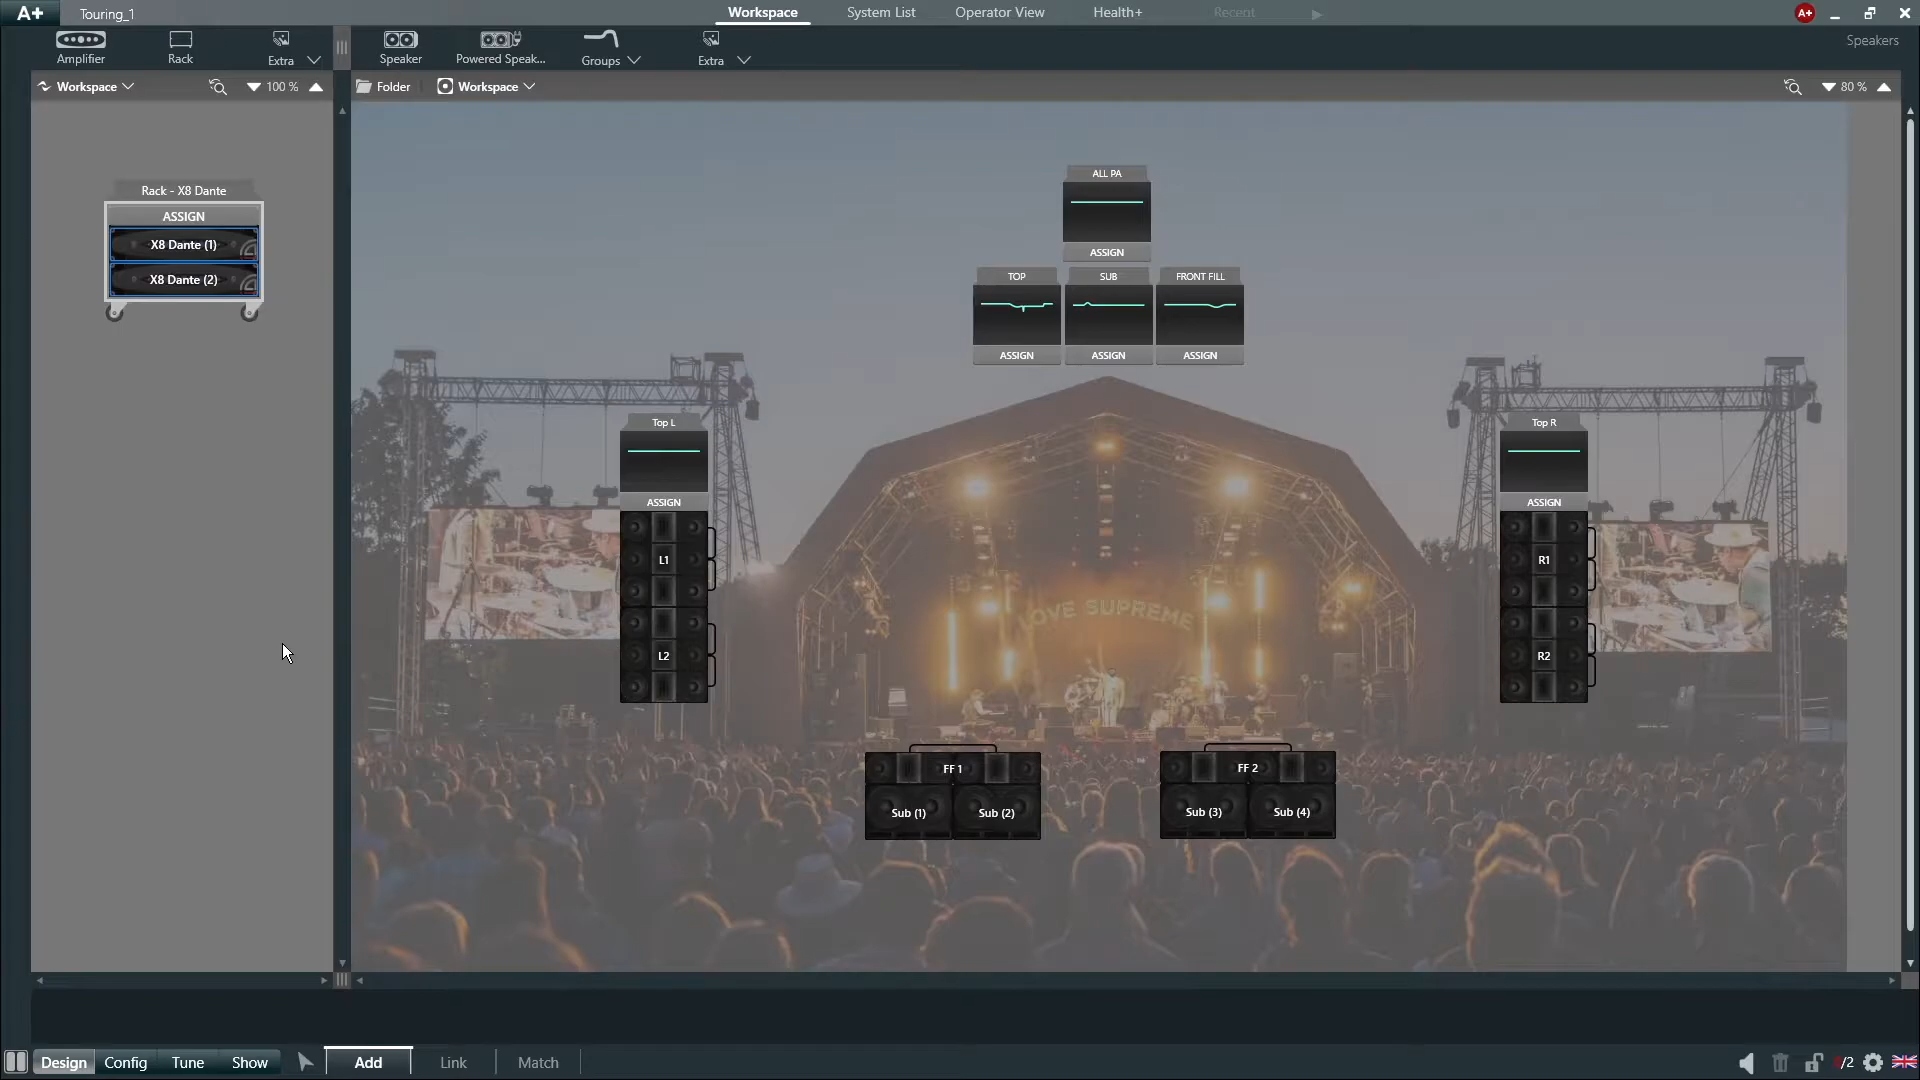 A+
Touring_1
Workspace
System List
Operator View
Health+
Recent
A+
Amplifier
Rack
Extra
Speaker
Powered Speak...
Groups
Extra
Speakers
Workspace
100 %
Folder
Workspace
80 %
Rack - X8 Dante
ASSIGN
X8 Dante (1)
X8 Dante (2)
ALL PA
ASSIGN
TOP
SUB
FRONT FILL
ASSIGN
ASSIGN
ASSIGN
Top L
ASSIGN
L1
L2
Top R
ASSIGN
R1
R2
LOVE SUPREME
FF 1
Sub (1)
Sub (2)
FF 2
Sub (3)
Sub (4)
Design
Config
Tune
Show
Add
Link
Match
/2